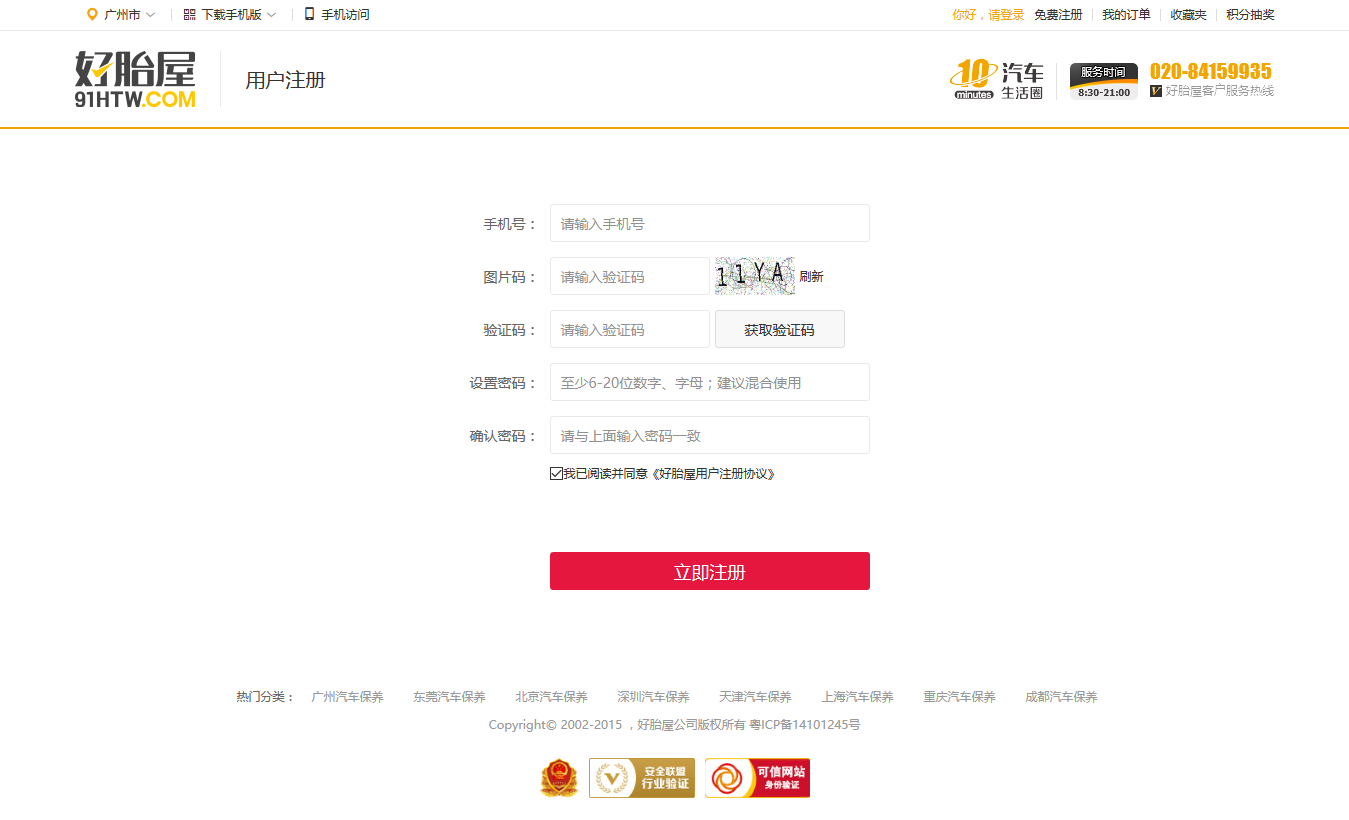 广州市 下载手机版 手机访问 你好，请登录 免费注册 我的订单 收藏夹 积分抽奖
好胎屋
91HTW.COM
用户注册
10 minutes
汽车
生活圈
服务时间
8:30-21:00
020-84159935
V 好胎屋客户服务热线
手机号： 请输入手机号
图片码： 请输入验证码 11YA 刷新
验证码： 请输入验证码 获取验证码
设置密码： 至少6-20位数字、字母；建议混合使用
确认密码： 请与上面输入密码一致
我已阅读并同意《好胎屋用户注册协议》
立即注册
热门分类： 广州汽车保养 东莞汽车保养 北京汽车保养 深圳汽车保养 天津汽车保养 上海汽车保养 重庆汽车保养 成都汽车保养
Copyright© 2002-2015 ，好胎屋公司版权所有 粤ICP备14101245号
安全联盟
行业验证
可信网站
身份验证